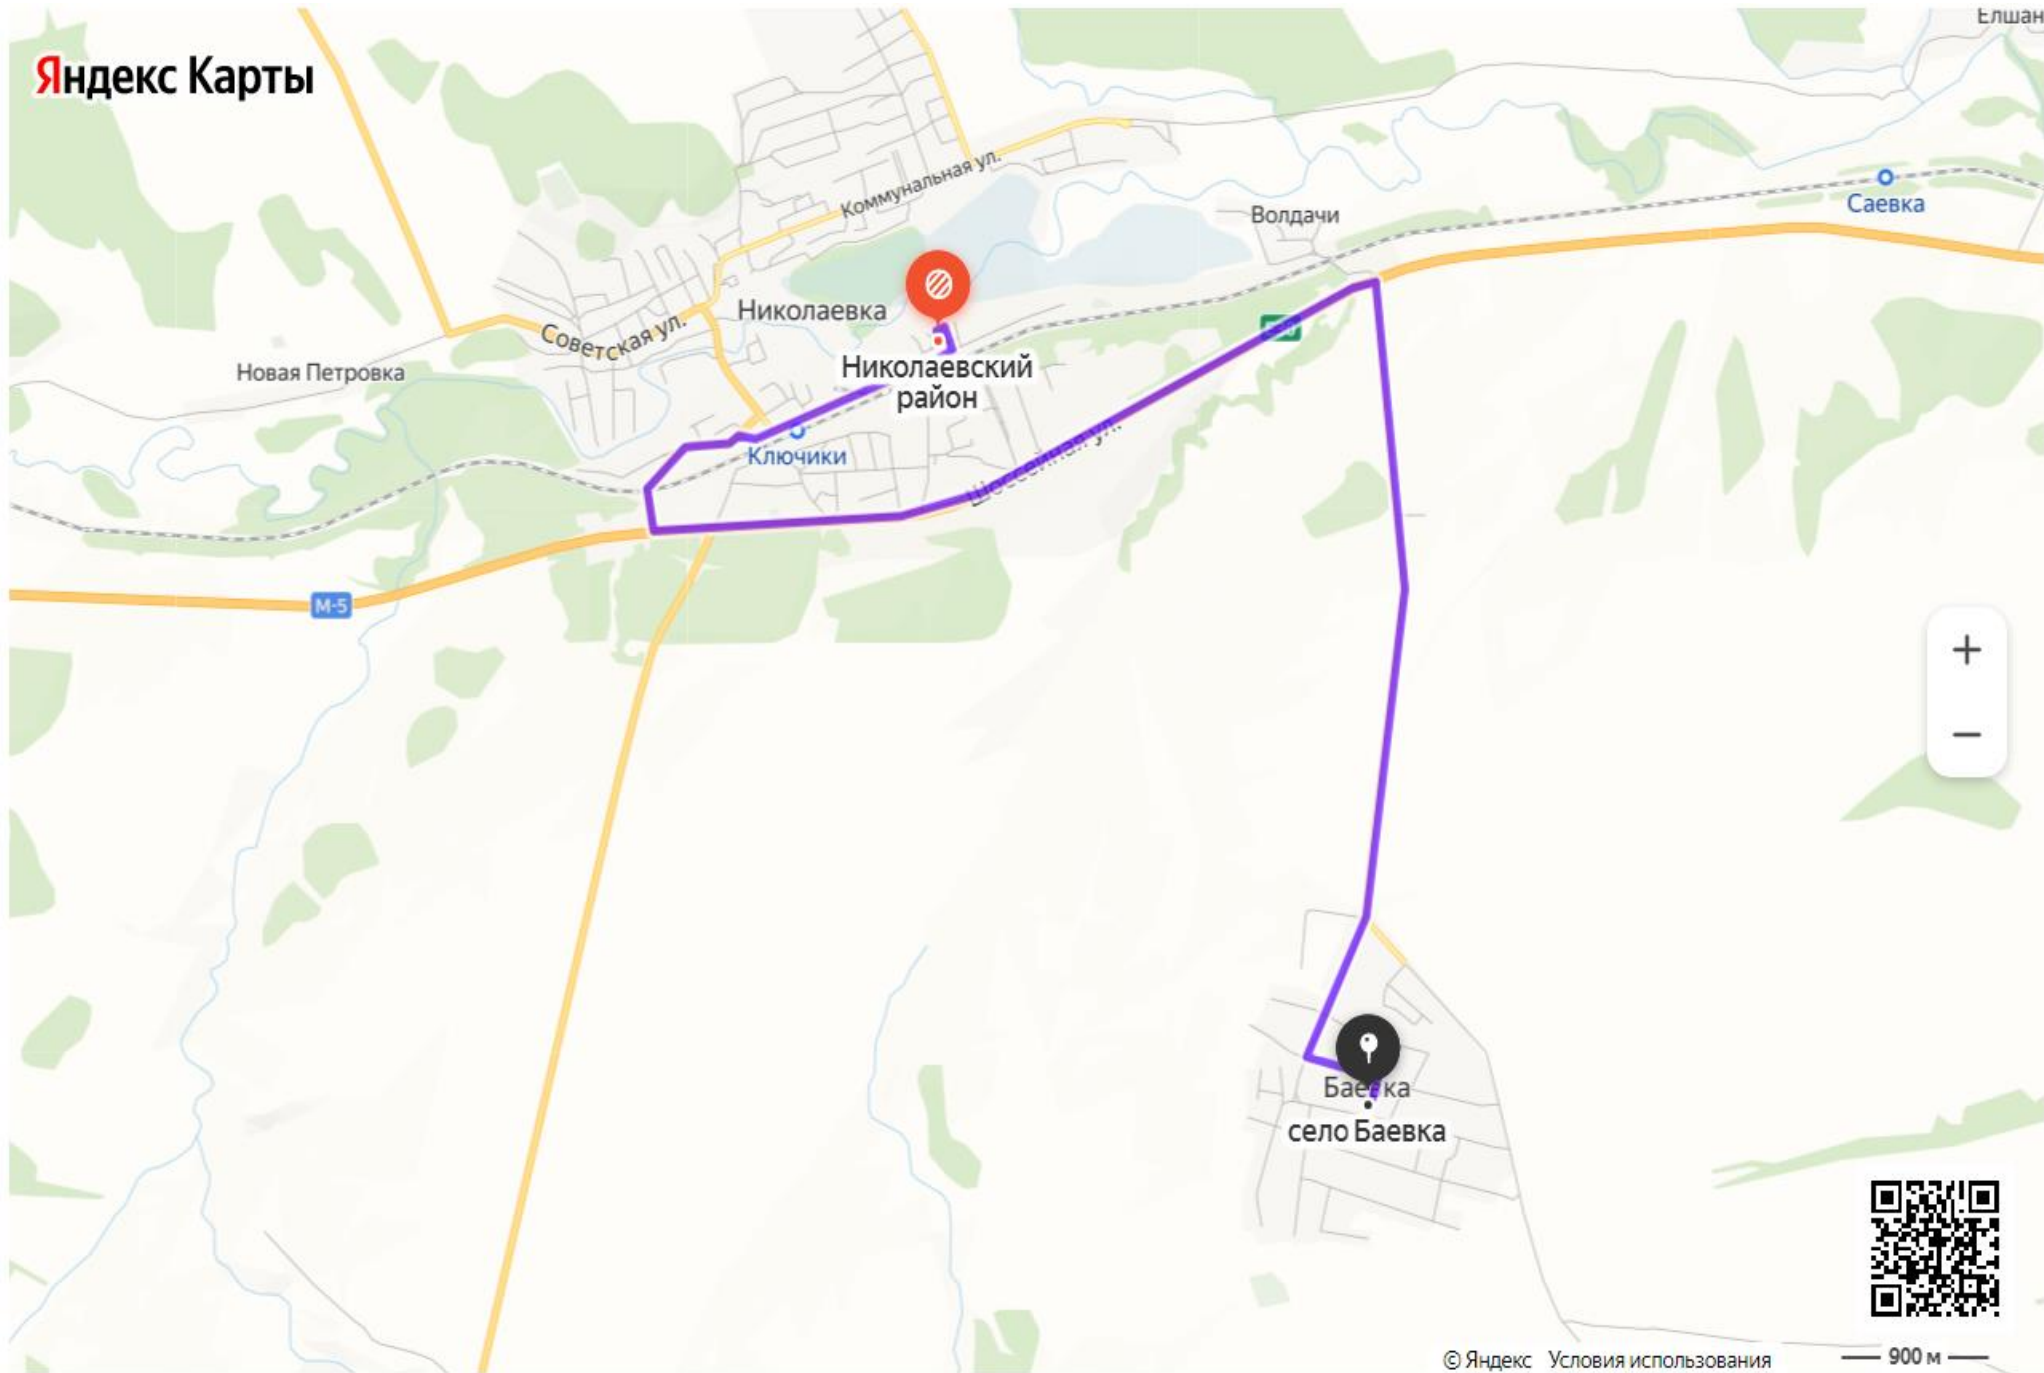 Елшан
Яндекс Карты
Коммунальная ул.
Саевка
Волдачи
Николаевка
Советская ул.
Новая Петровка
Николаевский
район
Ключики
Шоссейная ул.
М-5
+
−
Баевка
село Баевка
© Яндекс Условия использования
900 м